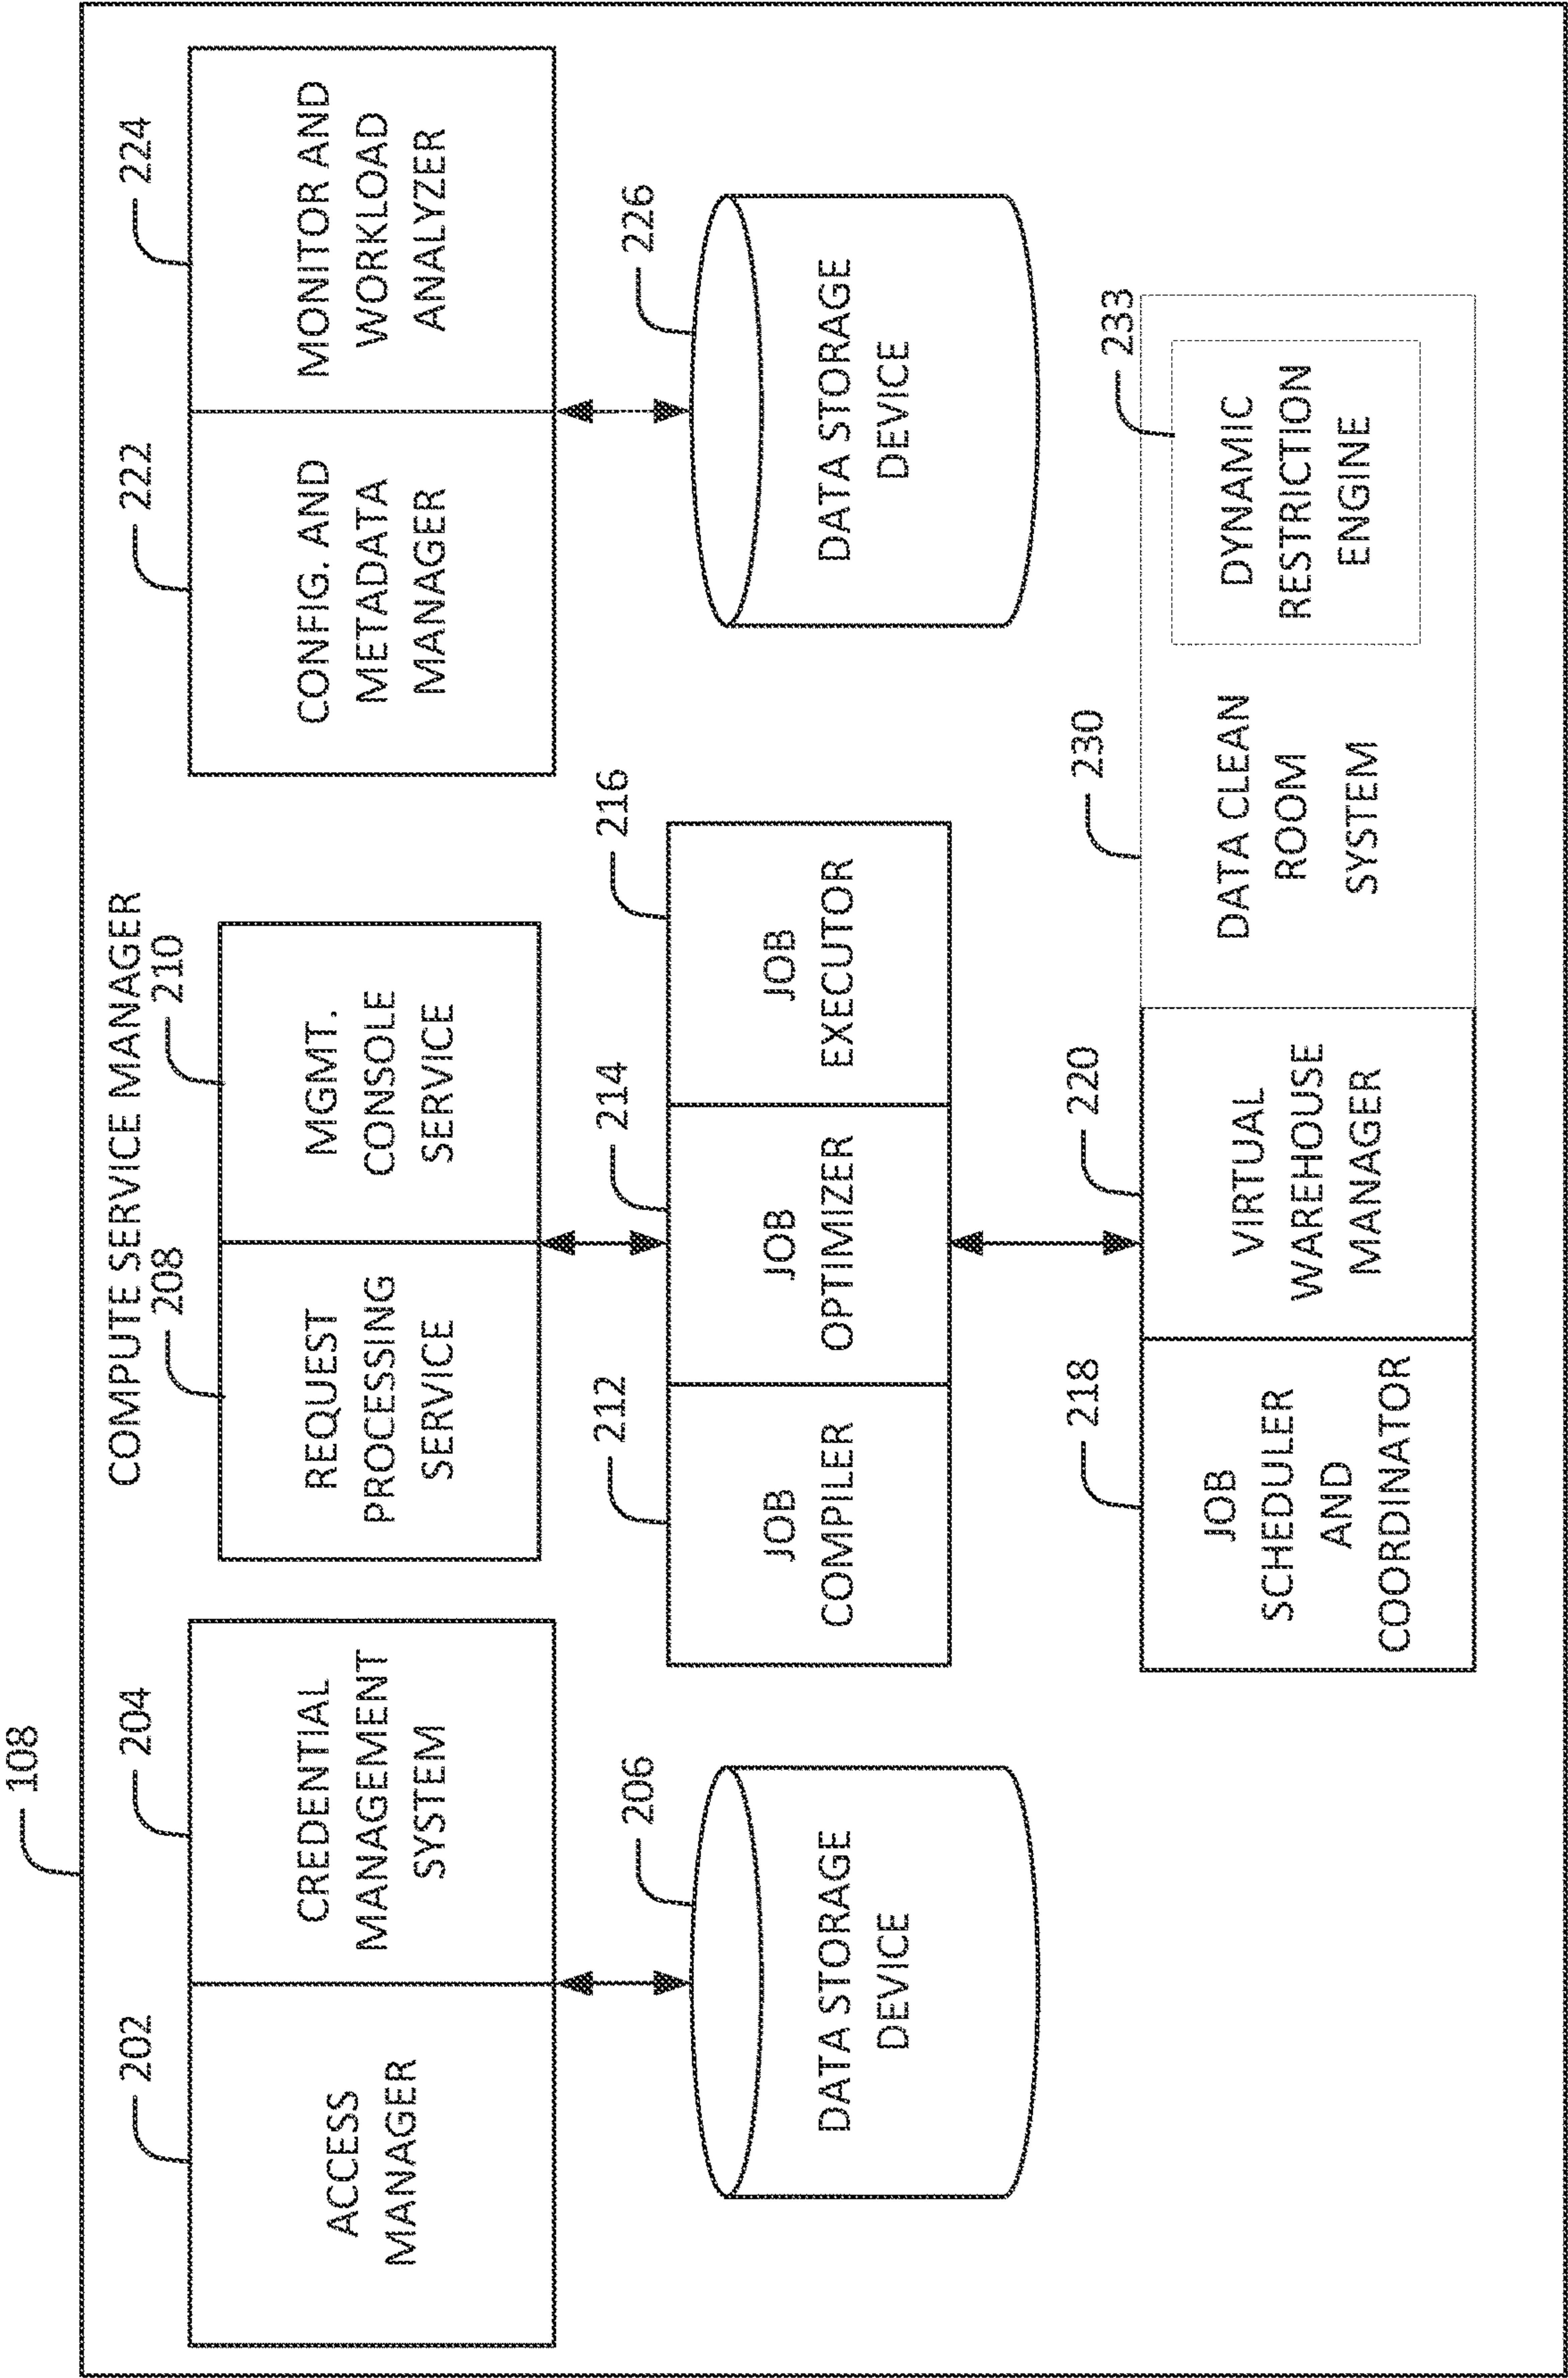 108
COMPUTE SERVICE MANAGER
202
204
ACCESS
MANAGER
CREDENTIAL
MANAGEMENT
SYSTEM
206
DATA STORAGE
DEVICE
208
210
REQUEST
PROCESSING
SERVICE
MGMT.
CONSOLE
SERVICE
212
214
216
JOB
COMPILER
JOB
OPTIMIZER
JOB
EXECUTOR
218
220
230
233
JOB
SCHEDULER
AND
COORDINATOR
VIRTUAL
WAREHOUSE
MANAGER
DATA CLEAN
ROOM
SYSTEM
DYNAMIC
RESTRICTION
ENGINE
222
224
CONFIG. AND
METADATA
MANAGER
MONITOR AND
WORKLOAD
ANALYZER
226
DATA STORAGE
DEVICE